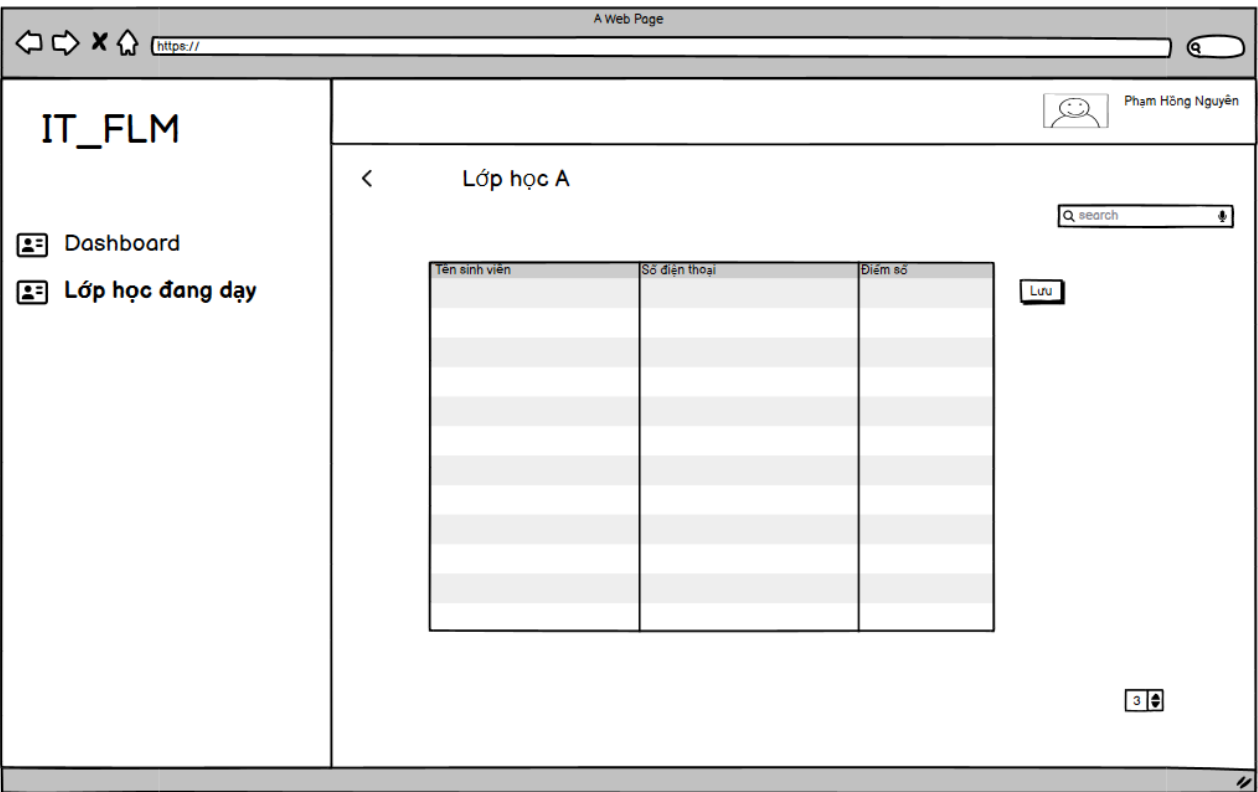 A Web Page
https://
IT_FLM
Phạm Hồng Nguyên
Lớp học A
search
Dashboard
Lớp học đang dạy
Tên sinh viên Số điện thoại Điểm số
Lưu
3